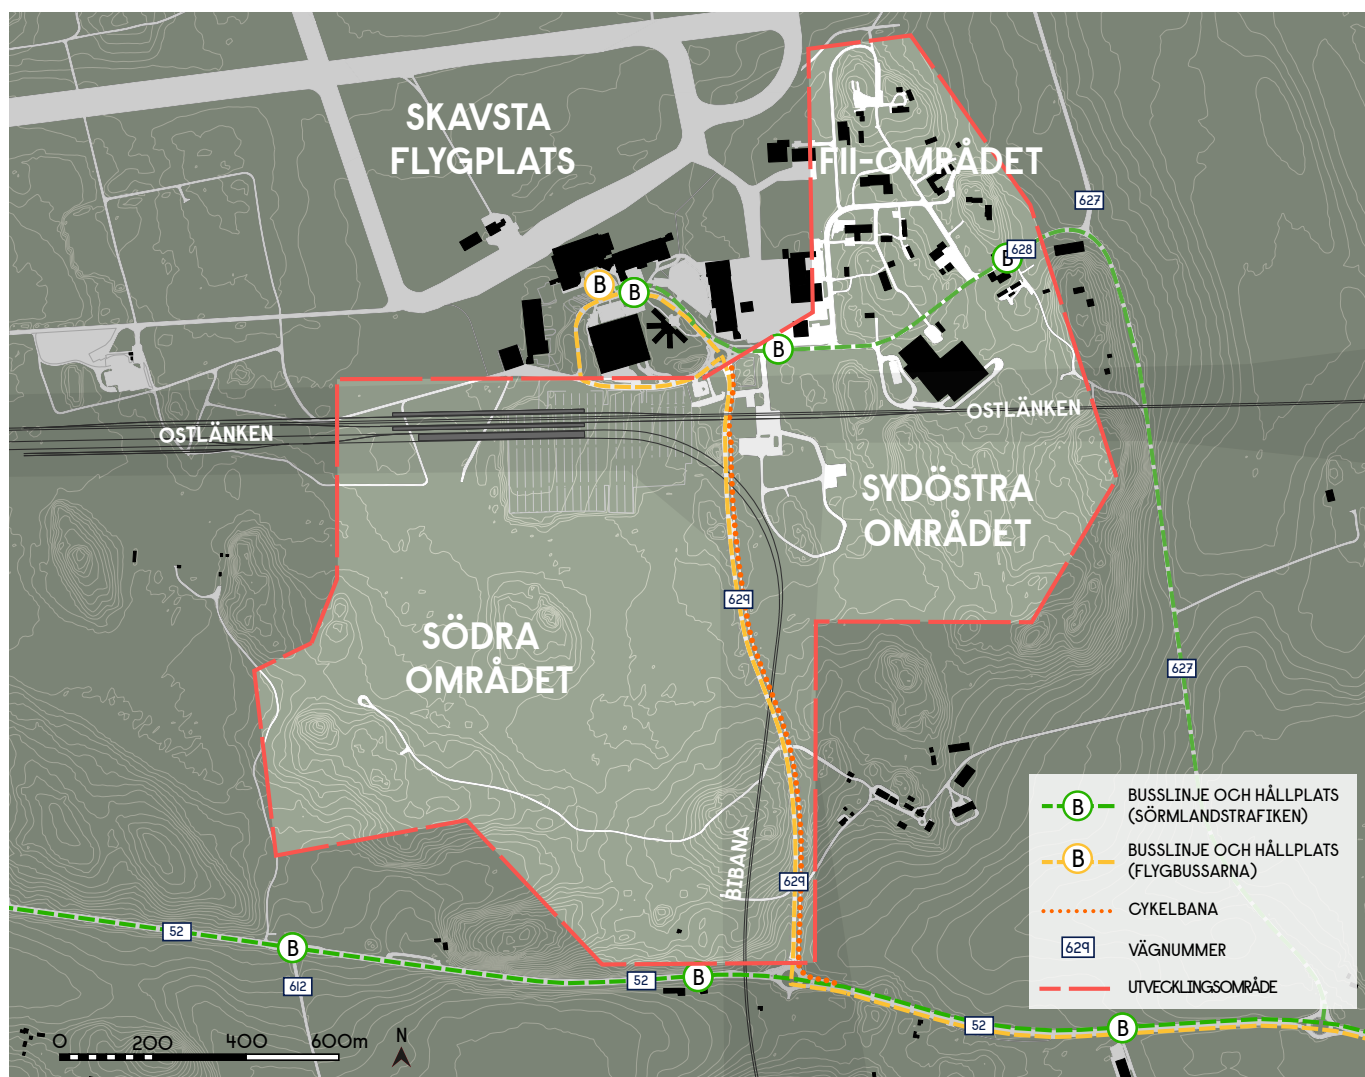 SKAVSTA
FLYGPLATS
F11-OMRÅDET
627
628
B
B
B
B
OSTLÄNKEN
OSTLÄNKEN
SYDÖSTRA
OMRÅDET
629
SÖDRA
OMRÅDET
627
BIBANA
629
52
B
612
52
B
52
B
B BUSSLINJE OCH HÅLLPLATS
(SÖRMLANDSTRAFIKEN)
B BUSSLINJE OCH HÅLLPLATS
(FLYGBUSSARNA)
CYKELBANA
629 VÄGNUMMER
UTVECKLINGSOMRÅDE
0 200 400 600m
N